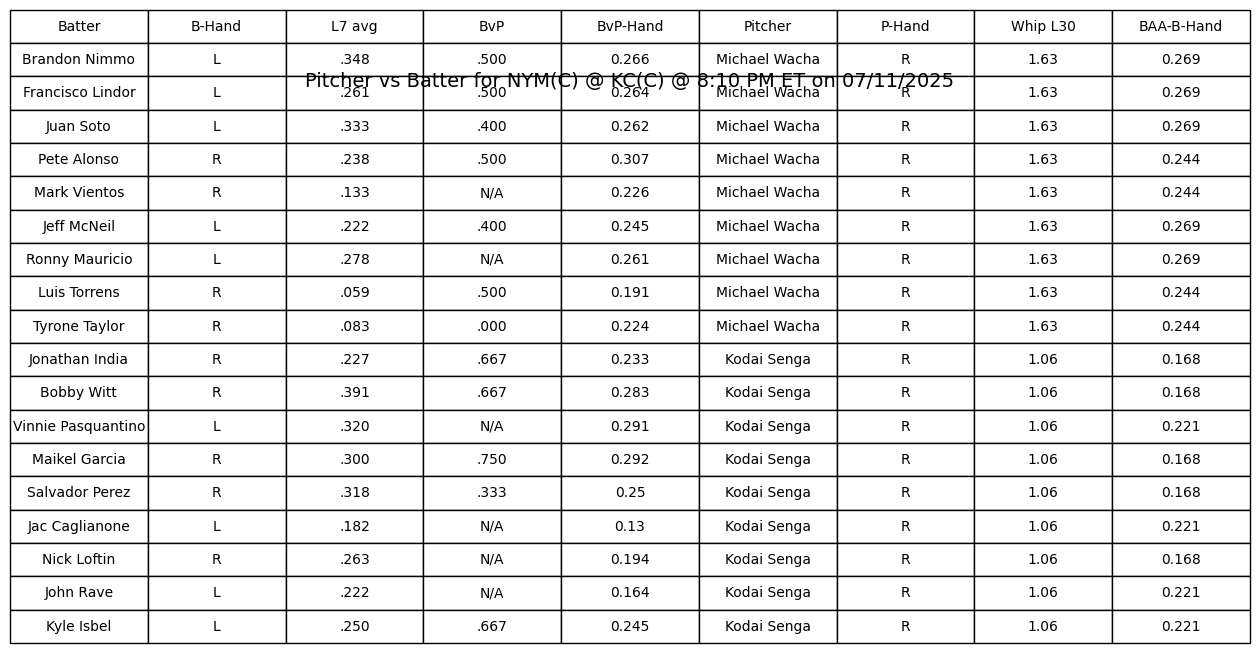 Batter B-Hand L7 avg BvP BvP-Hand Pitcher P-Hand Whip L30 BAA-B-Hand
Brandon Nimmo L .348 .500 0.266 Michael Wacha R 1.63 0.269
Pitcher vs Batter for NYM(C) @ KC(C) @ 8:10 PM ET on 07/11/2025
Francisco Lindor L .261 .500 0.264 Michael Wacha R 1.63 0.269
Juan Soto L .333 .400 0.262 Michael Wacha R 1.63 0.269
Pete Alonso R .238 .500 0.307 Michael Wacha R 1.63 0.244
Mark Vientos R .133 N/A 0.226 Michael Wacha R 1.63 0.244
Jeff McNeil L .222 .400 0.245 Michael Wacha R 1.63 0.269
Ronny Mauricio L .278 N/A 0.261 Michael Wacha R 1.63 0.269
Luis Torrens R .059 .500 0.191 Michael Wacha R 1.63 0.244
Tyrone Taylor R .083 .000 0.224 Michael Wacha R 1.63 0.244
Jonathan India R .227 .667 0.233 Kodai Senga R 1.06 0.168
Bobby Witt R .391 .667 0.283 Kodai Senga R 1.06 0.168
Vinnie Pasquantino L .320 N/A 0.291 Kodai Senga R 1.06 0.221
Maikel Garcia R .300 .750 0.292 Kodai Senga R 1.06 0.168
Salvador Perez R .318 .333 0.25 Kodai Senga R 1.06 0.168
Jac Caglianone L .182 N/A 0.13 Kodai Senga R 1.06 0.221
Nick Loftin R .263 N/A 0.194 Kodai Senga R 1.06 0.168
John Rave L .222 N/A 0.164 Kodai Senga R 1.06 0.221
Kyle Isbel L .250 .667 0.245 Kodai Senga R 1.06 0.221